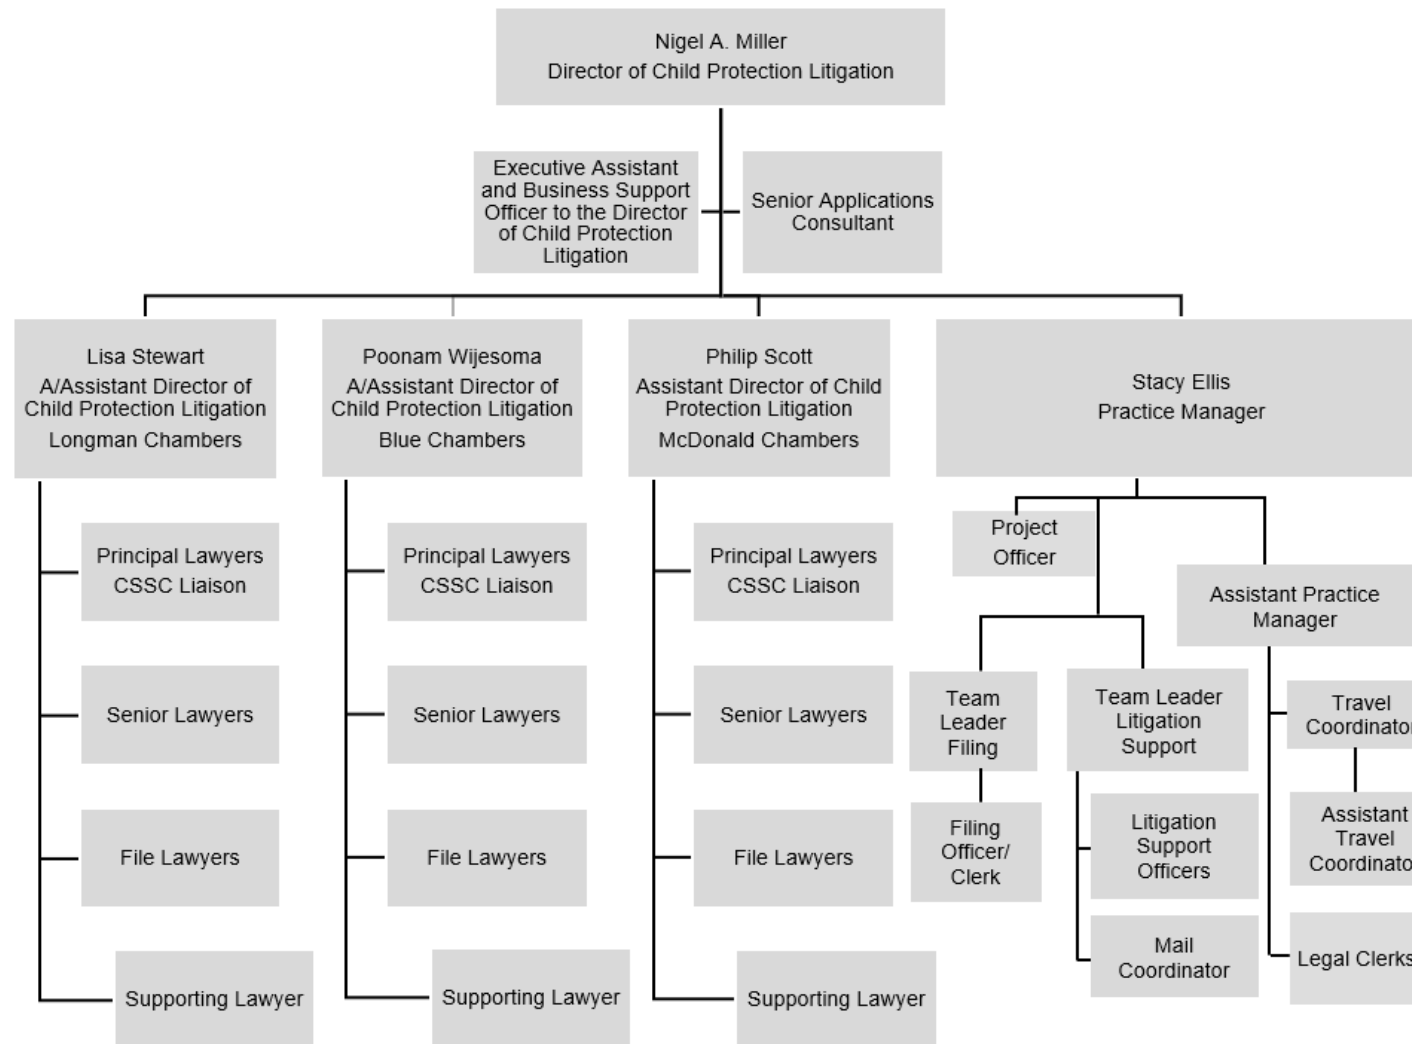 Nigel A. Miller
Director of Child Protection Litigation
Executive Assistant
and Business Support
Officer to the Director
of Child Protection
Litigation
Senior Applications
Consultant
Lisa Stewart
A/Assistant Director of
Child Protection Litigation
Longman Chambers
Poonam Wijesoma
A/Assistant Director of
Child Protection Litigation
Blue Chambers
Philip Scott
Assistant Director of Child
Protection Litigation
McDonald Chambers
Stacy Ellis
Practice Manager
Principal Lawyers
CSSC Liaison
Senior Lawyers
File Lawyers
Supporting Lawyer
Principal Lawyers
CSSC Liaison
Senior Lawyers
File Lawyers
Supporting Lawyer
Principal Lawyers
CSSC Liaison
Senior Lawyers
File Lawyers
Supporting Lawyer
Project
Officer
Team
Leader
Filing
Filing
Officer/
Clerk
Team Leader
Litigation
Support
Litigation
Support
Officers
Mail
Coordinator
Assistant Practice
Manager
Travel
Coordinator
Assistant
Travel
Coordinato
Legal Clerks